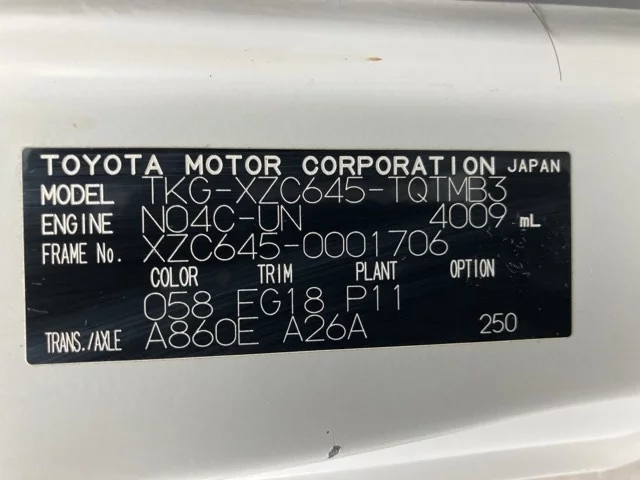 TOYOTA MOTOR CORPORATION JAPAN
MODEL TKG-XZC645-TQTMB3
ENGINE N04C-UN 4009 mL
FRAME No. XZC645-0001706
COLOR TRIM PLANT OPTION
058 FG18 P11
TRANS./AXLE A860E A26A 250